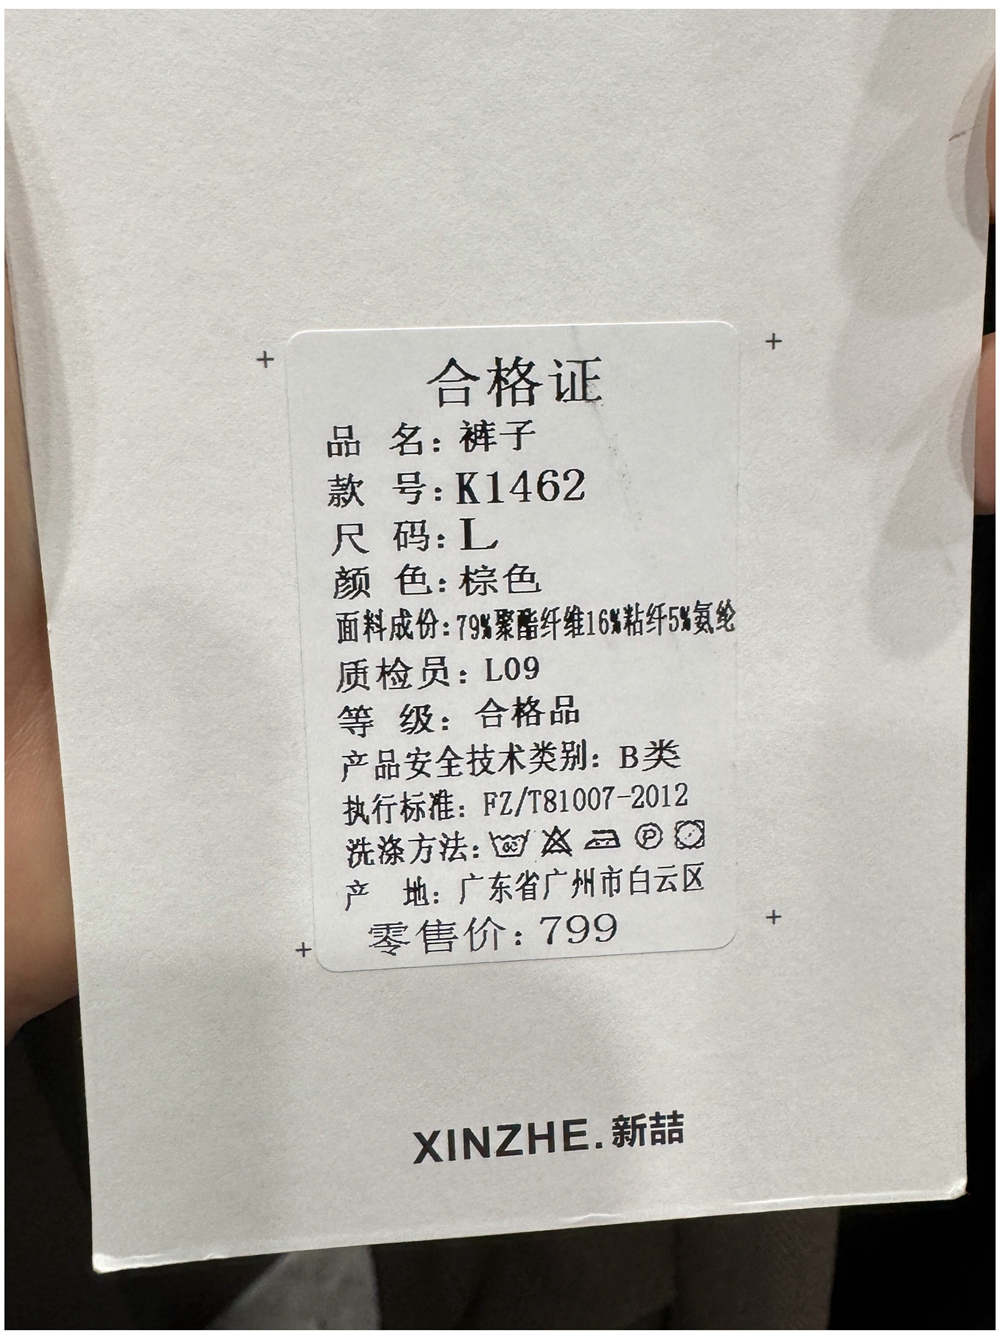 合格证
品 名: 裤子
款 号: K1462
尺 码: L
颜 色: 棕色
面料成份: 79%聚酯纤维16%粘纤5%氨纶
质检员: L09
等 级: 合格品
产品安全技术类别: B类
执行标准: FZ/T81007-2012
洗涤方法:
产 地: 广东省广州市白云区
零售价: 799
XINZHE. 新喆